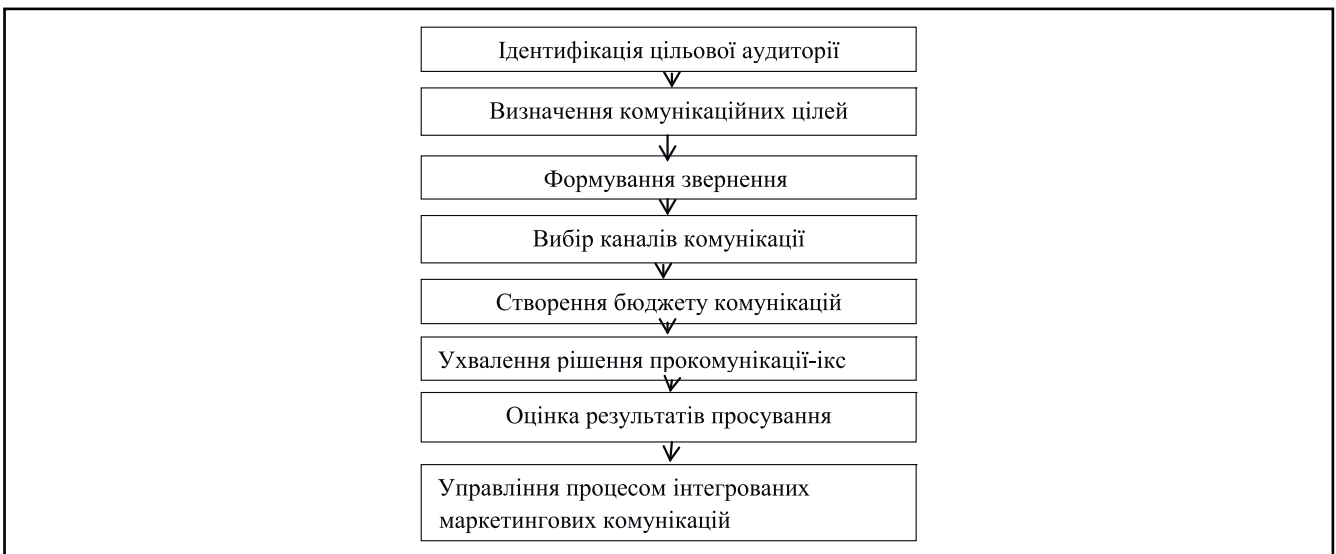 Ідентифікація цільової аудиторії
Визначення комунікаційних цілей
Формування звернення
Вибір каналів комунікації
Створення бюджету комунікацій
Ухвалення рішення прокомунікації-ікс
Оцінка результатів просування
Управління процесом інтегрованих
маркетингових комунікацій